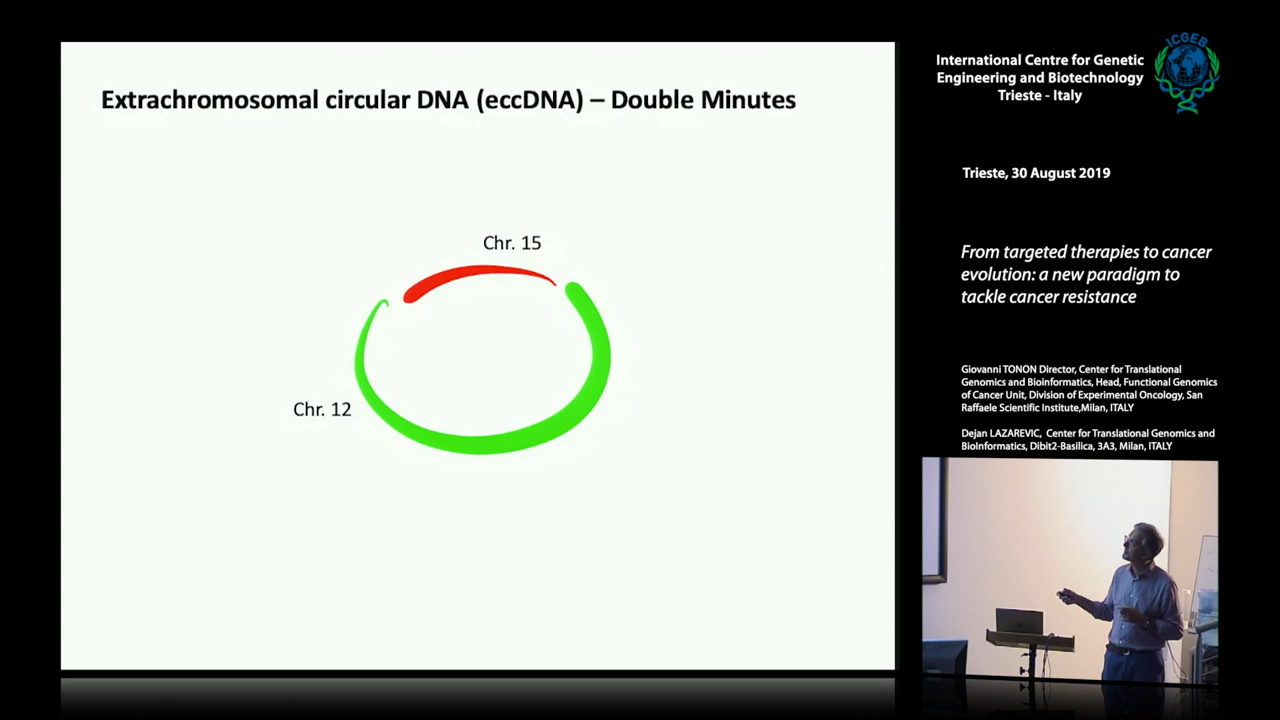 Extrachromosomal circular DNA (eccDNA) – Double Minutes
Chr. 15
Chr. 12
ICGEB
International Centre for Genetic
Engineering and Biotechnology
Trieste - Italy
Trieste, 30 August 2019
From targeted therapies to cancer
evolution: a new paradigm to
tackle cancer resistance
Giovanni TONON Director, Center for Translational
Genomics and Bioinformatics, Head, Functional Genomics
of Cancer Unit, Division of Experimental Oncology, San
Raffaele Scientific Institute,Milan, ITALY
Dejan LAZAREVIC, Center for Translational Genomics and
BioInformatics, Dibit2-Basilica, 3A3, Milan, ITALY